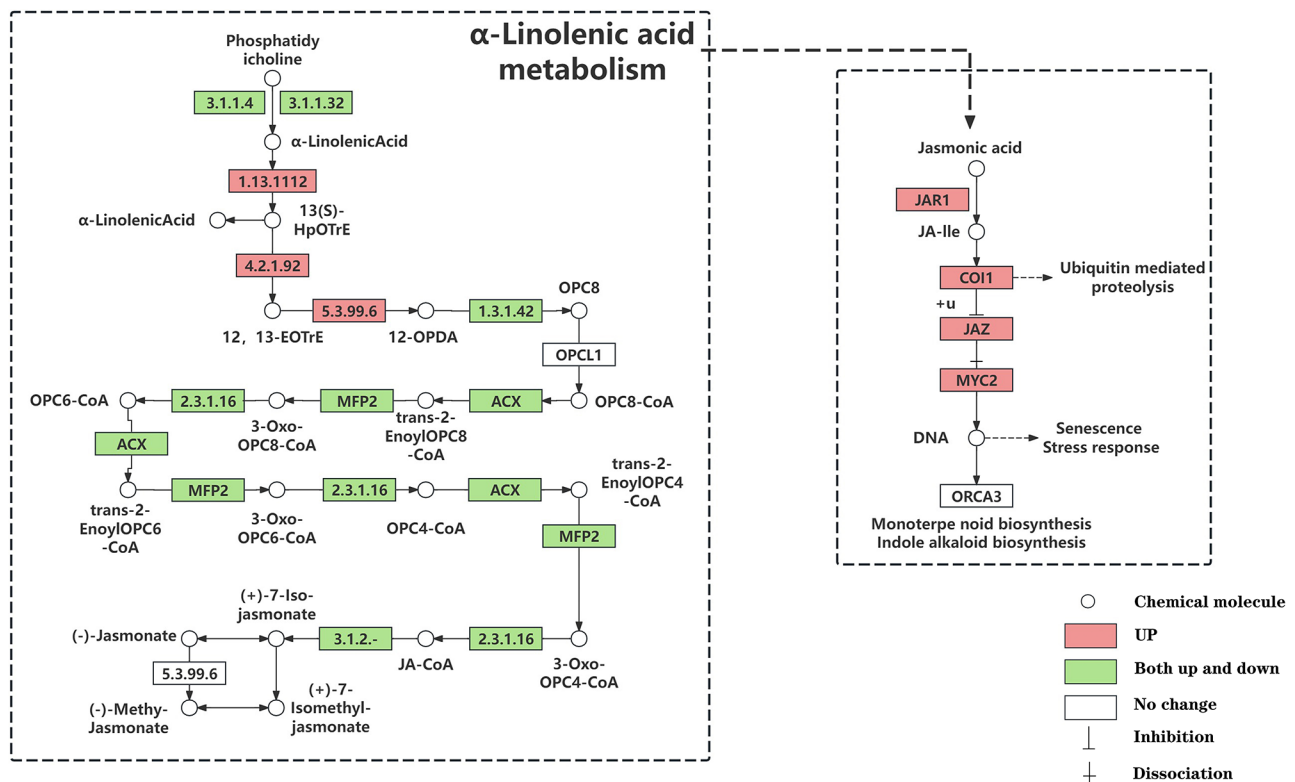 α-Linolenic acid
metabolism
Phosphatidy
icholine
3.1.1.4
3.1.1.32
α-LinolenicAcid
1.13.1112
α-LinolenicAcid
13(S)-
HpOTrE
4.2.1.92
12，13-EOTrE
5.3.99.6
12-OPDA
1.3.1.42
OPC8
OPCL1
OPC8-CoA
ACX
trans-2-
EnoylOPC8
-CoA
MFP2
3-Oxo-
OPC8-CoA
2.3.1.16
OPC6-CoA
ACX
trans-2-
EnoylOPC6
-CoA
MFP2
3-Oxo-
OPC6-CoA
2.3.1.16
OPC4-CoA
ACX
trans-2-
EnoylOPC4
-CoA
MFP2
3-Oxo-
OPC4-CoA
2.3.1.16
JA-CoA
3.1.2.-
(+)-7-Iso-
jasmonate
(-)-Jasmonate
5.3.99.6
(-)-Methy-
Jasmonate
(+)-7-
Isomethyl-
jasmonate
Jasmonic acid
JAR1
JA-Ile
COI1
Ubiquitin mediated
proteolysis
+u
JAZ
MYC2
DNA
Senescence
Stress response
ORCA3
Monoterpe noid biosynthesis
Indole alkaloid biosynthesis
Chemical molecule
UP
Both up and down
No change
Inhibition
Dissociation